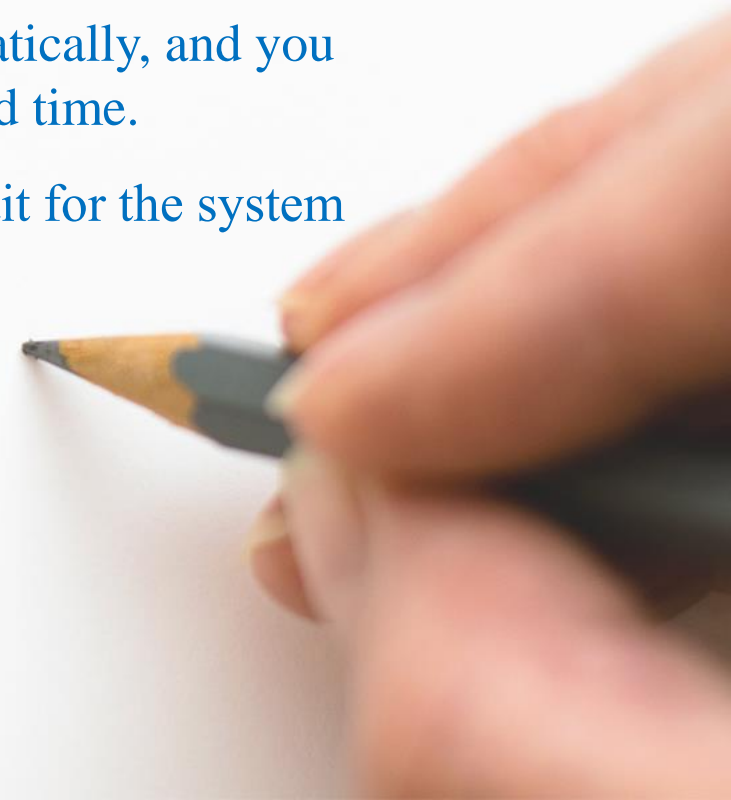 atically, and you
d time.
it for the system